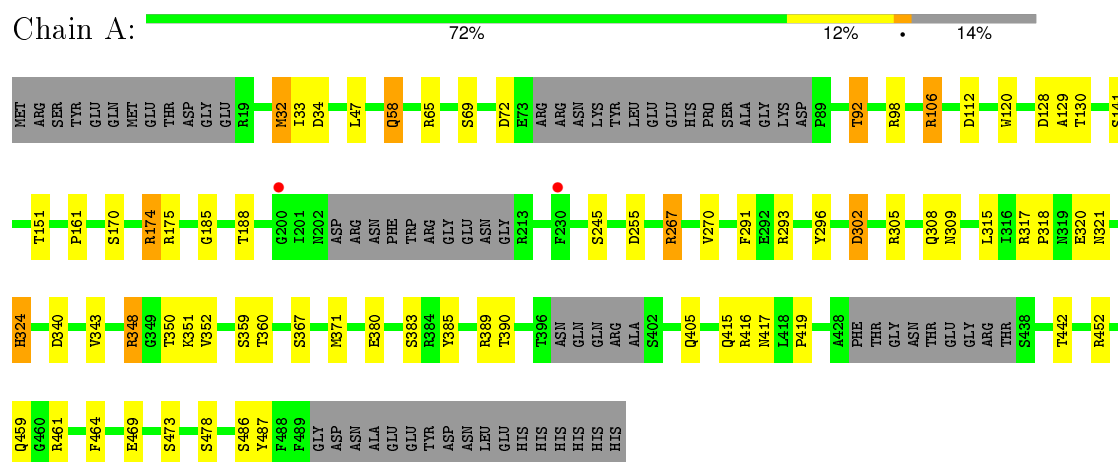 Chain A:
72% 12% • 14%
MET ARG SER TYR GLU GLN MET GLU THR ASP GLY GLU R19 M32 I33 D34 L47 Q58 R65 S69 D72 E73 ARG ARG ASN LYS TYR LEU GLU GLU HIS PRO SER ALA GLY LYS ASP P89 T92 R98 R106 D112 W120 D128 A129 T130
T151 P161 S170 R174 R175 G185 T188 G200 I201 N202 ASP ARG ASN PHE TRP ARG GLY GLU ASN GLY R213 F230 S245 D255 R267 V270 F291 E292 R293 Y296 D302 R305 Q308 N309 L315 I316 R317 P318 N319 E320 N321
H324 D340 V343 R348 G349 T350 K351 V352 S359 T360 S367 M371 E380 S383 R384 Y385 R389 T390 T396 ASN GLN GLN ARG ALA S402 Q405 Q415 R416 N417 L418 P419 A428 PHE THR GLY ASN THR GLU GLY ARG THR S438 T442 R452
Q459 G460 R461 F464 E469 S473 S478 S486 Y487 F488 F489 GLY ASP ASN ALA GLU GLU TYR ASP ASN LEU GLU HIS HIS HIS HIS HIS HIS